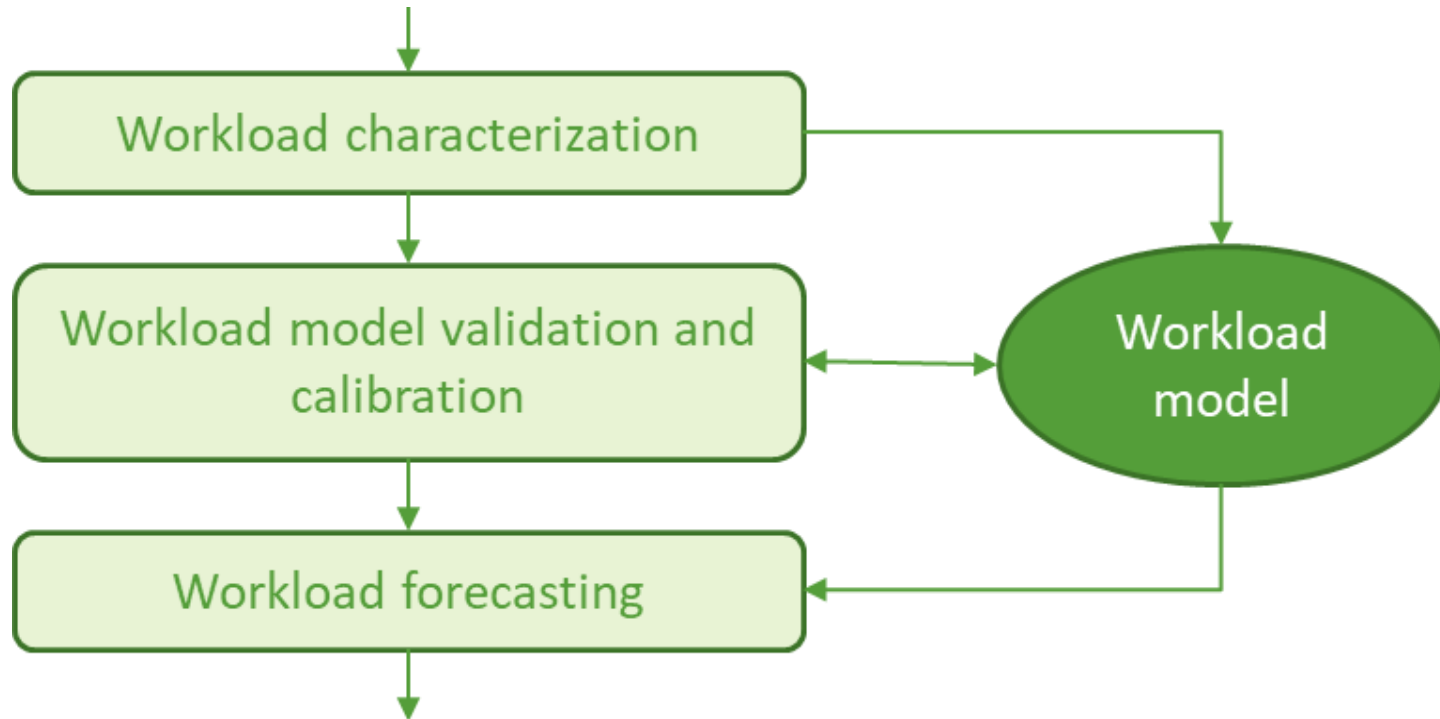 Workload characterization
Workload model validation and
calibration
Workload
model
Workload forecasting